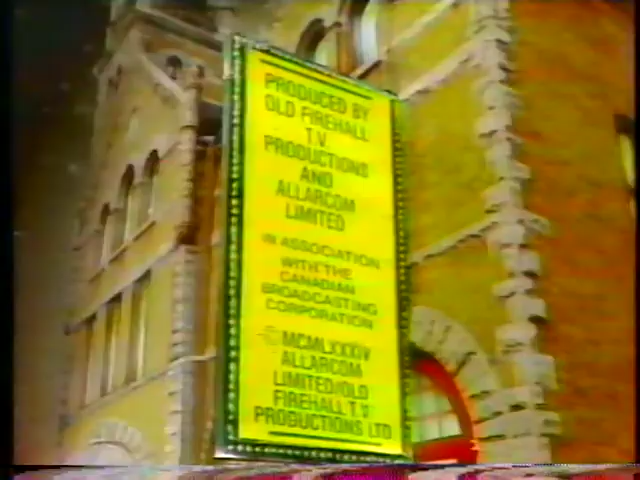 PRODUCED BY
OLD FIREHALL
T.V.
PRODUCTIONS
AND
ALLARCOM
LIMITED
IN ASSOCIATION
WITH THE
CANADIAN
BROADCASTING
CORPORATION
©MCMLXXXIV
ALLARCOM
LIMITED/OLD
FIREHALL T.V.
PRODUCTIONS LTD